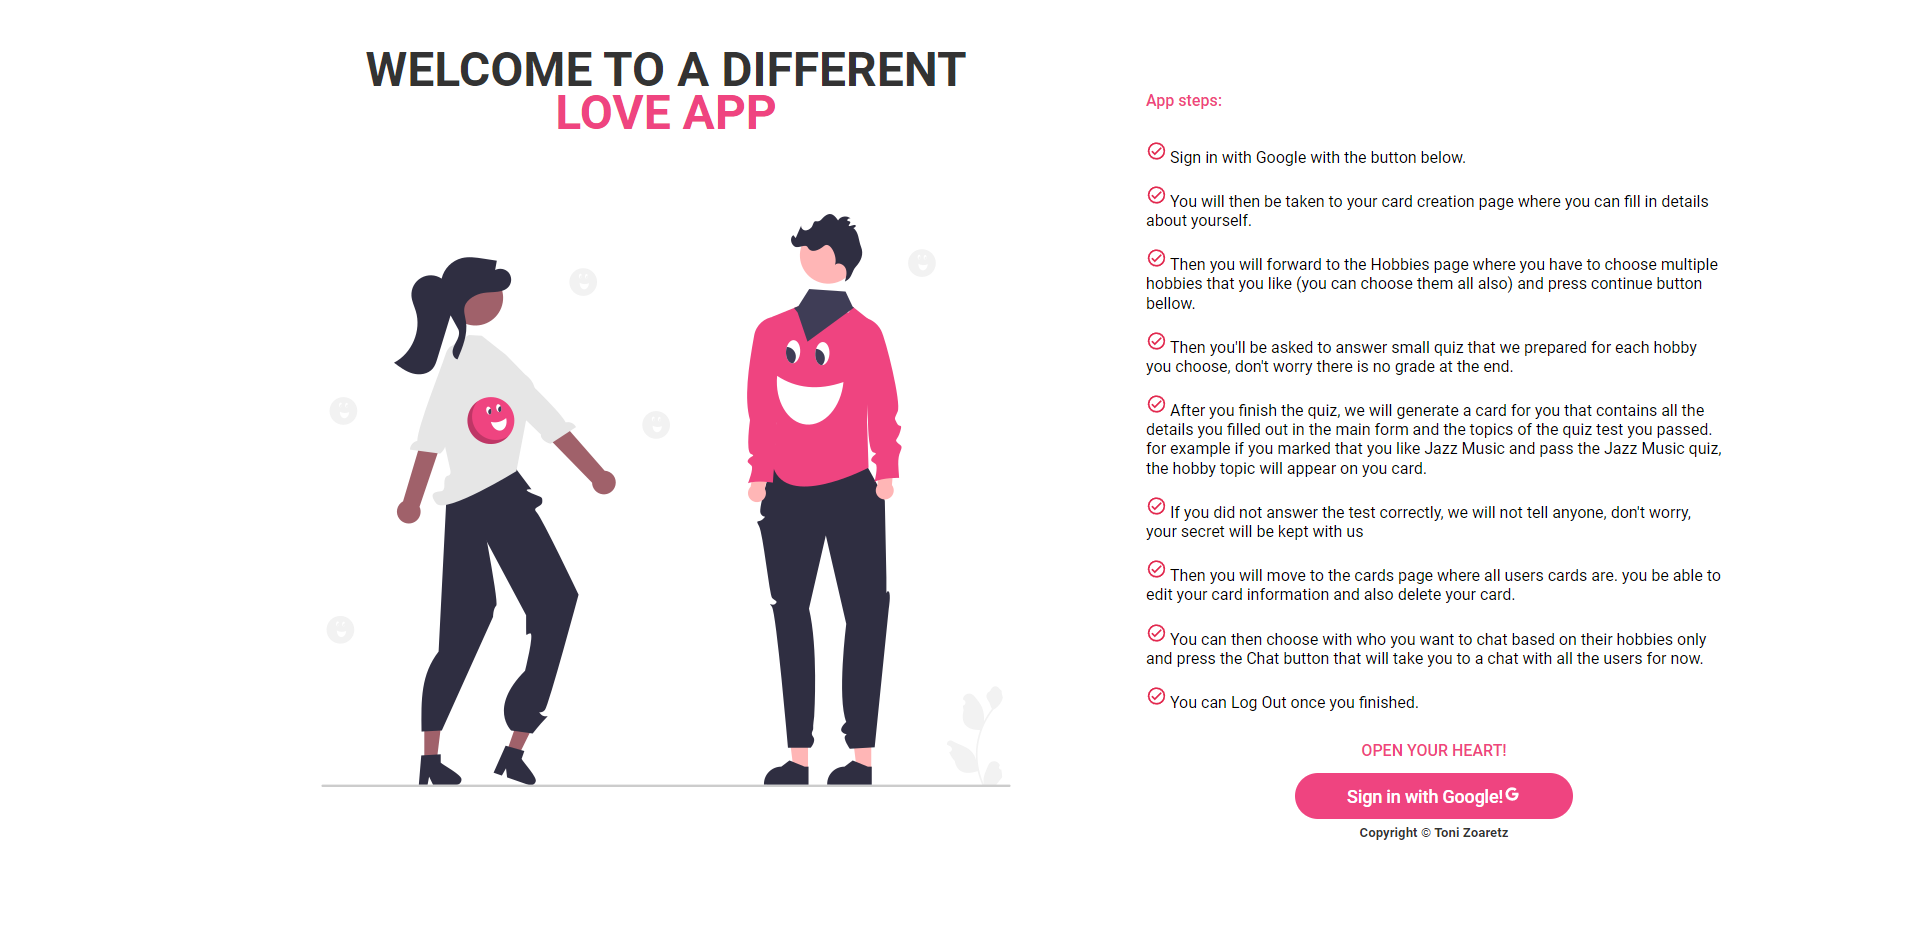 WELCOME TO A DIFFERENT
LOVE APP
App steps:
Sign in with Google with the button below.
You will then be taken to your card creation page where you can fill in details
about yourself.
Then you will forward to the Hobbies page where you have to choose multiple
hobbies that you like (you can choose them all also) and press continue button
bellow.
Then you'll be asked to answer small quiz that we prepared for each hobby
you choose, don't worry there is no grade at the end.
After you finish the quiz, we will generate a card for you that contains all the
details you filled out in the main form and the topics of the quiz test you passed.
for example if you marked that you like Jazz Music and pass the Jazz Music quiz,
the hobby topic will appear on you card.
If you did not answer the test correctly, we will not tell anyone, don't worry,
your secret will be kept with us
Then you will move to the cards page where all users cards are. you be able to
edit your card information and also delete your card.
You can then choose with who you want to chat based on their hobbies only
and press the Chat button that will take you to a chat with all the users for now.
You can Log Out once you finished.
OPEN YOUR HEART!
Sign in with Google!
Copyright © Toni Zoaretz